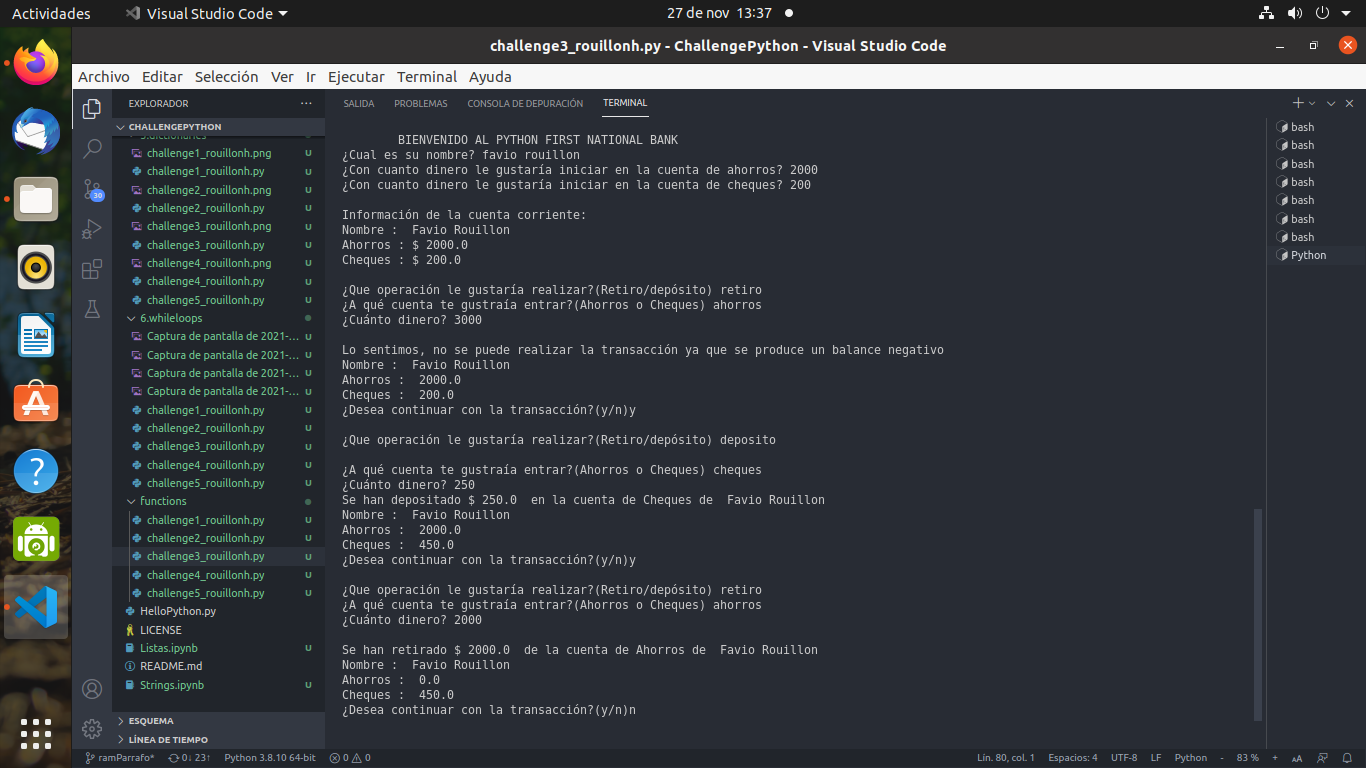 Actividades
Visual Studio Code
27 de nov 13:37
challenge3_rouillonh.py - ChallengePython - Visual Studio Code
Archivo Editar Selección Ver Ir Ejecutar Terminal Ayuda
EXPLORADOR ...
CHALLENGEPYTHON
5.dictionaries
challenge1_rouillonh.png U
challenge1_rouillonh.py U
challenge2_rouillonh.png U
challenge2_rouillonh.py U
challenge3_rouillonh.png U
challenge3_rouillonh.py U
challenge4_rouillonh.png U
challenge4_rouillonh.py U
challenge5_rouillonh.py U
6.whileloops
Captura de pantalla de 2021-... U
Captura de pantalla de 2021-... U
Captura de pantalla de 2021-... U
Captura de pantalla de 2021-... U
challenge1_rouillonh.py U
challenge2_rouillonh.py U
challenge3_rouillonh.py U
challenge4_rouillonh.py U
challenge5_rouillonh.py U
functions
challenge1_rouillonh.py U
challenge2_rouillonh.py U
challenge3_rouillonh.py U
challenge4_rouillonh.py U
challenge5_rouillonh.py U
HelloPython.py
LICENSE
Listas.ipynb U
README.md
Strings.ipynb U
ESQUEMA
LÍNEA DE TIEMPO
30
SALIDA PROBLEMAS CONSOLA DE DEPURACIÓN TERMINAL
BIENVENIDO AL PYTHON FIRST NATIONAL BANK
¿Cual es su nombre? favio rouillon
¿Con cuanto dinero le gustaría iniciar en la cuenta de ahorros? 2000
¿Con cuanto dinero le gustaría iniciar en la cuenta de cheques? 200
Información de la cuenta corriente:
Nombre :  Favio Rouillon
Ahorros : $ 2000.0
Cheques : $ 200.0
¿Que operación le gustaría realizar?(Retiro/depósito) retiro
¿A qué cuenta te gustraía entrar?(Ahorros o Cheques) ahorros
¿Cuánto dinero? 3000
Lo sentimos, no se puede realizar la transacción ya que se produce un balance negativo
Nombre :  Favio Rouillon
Ahorros :  2000.0
Cheques :  200.0
¿Desea continuar con la transacción?(y/n)y
¿Que operación le gustaría realizar?(Retiro/depósito) deposito
¿A qué cuenta te gustraía entrar?(Ahorros o Cheques) cheques
¿Cuánto dinero? 250
Se han depositado $ 250.0  en la cuenta de Cheques de  Favio Rouillon
Nombre :  Favio Rouillon
Ahorros :  2000.0
Cheques :  450.0
¿Desea continuar con la transacción?(y/n)y
¿Que operación le gustaría realizar?(Retiro/depósito) retiro
¿A qué cuenta te gustraía entrar?(Ahorros o Cheques) ahorros
¿Cuánto dinero? 2000
Se han retirado $ 2000.0  de la cuenta de Ahorros de  Favio Rouillon
Nombre :  Favio Rouillon
Ahorros :  0.0
Cheques :  450.0
¿Desea continuar con la transacción?(y/n)n
bash
bash
bash
bash
bash
bash
bash
Python
ramParrafo* 0↓ 23↑ Python 3.8.10 64-bit 0 0 Lín. 80, col. 1 Espacios: 4 UTF-8 LF Python - 83 % +